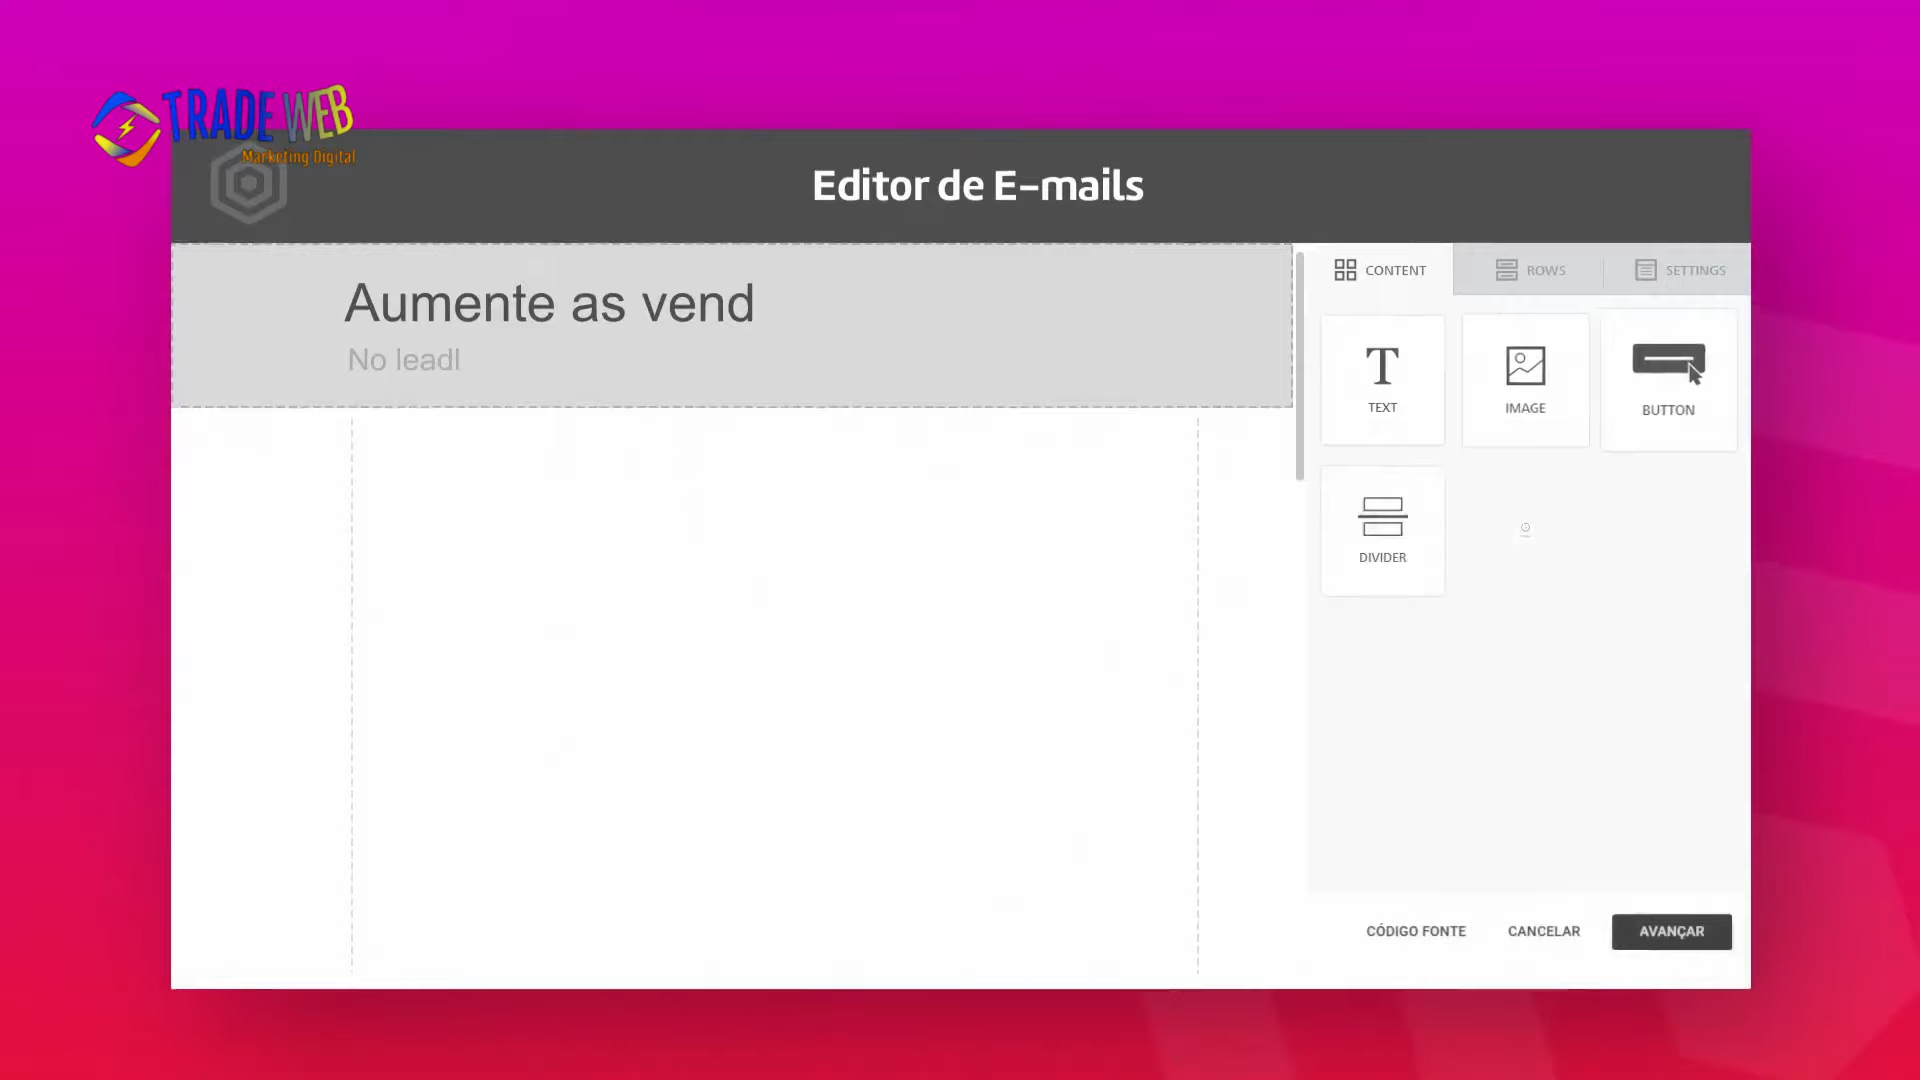 TRADE WEB
Marketing Digital
Editor de E-mails
Aumente as vend
No leadl
CONTENT
ROWS
SETTINGS
TEXT
IMAGE
BUTTON
DIVIDER
CÓDIGO FONTE
CANCELAR
AVANÇAR